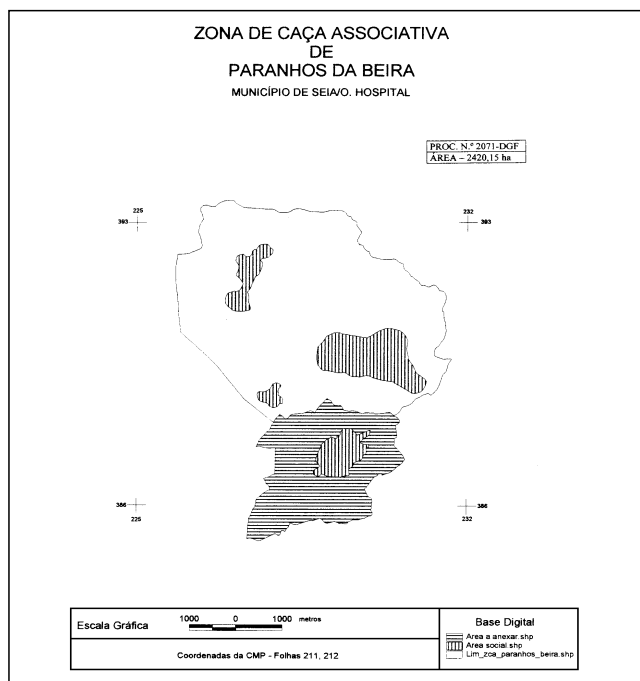 ZONA DE CAÇA ASSOCIATIVA
DE
PARANHOS DA BEIRA
MUNICÍPIO DE SEIA/O. HOSPITAL
PROC. N.º 2071-DGF
ÁREA – 2420,15 ha
225
393
232
393
386
225
386
232
Escala Gráfica
1000 0 1000 metros
Coordenadas da CMP - Folhas 211, 212
Base Digital
Area a anexar.shp
Area social.shp
Lim_zca_paranhos_beira.shp